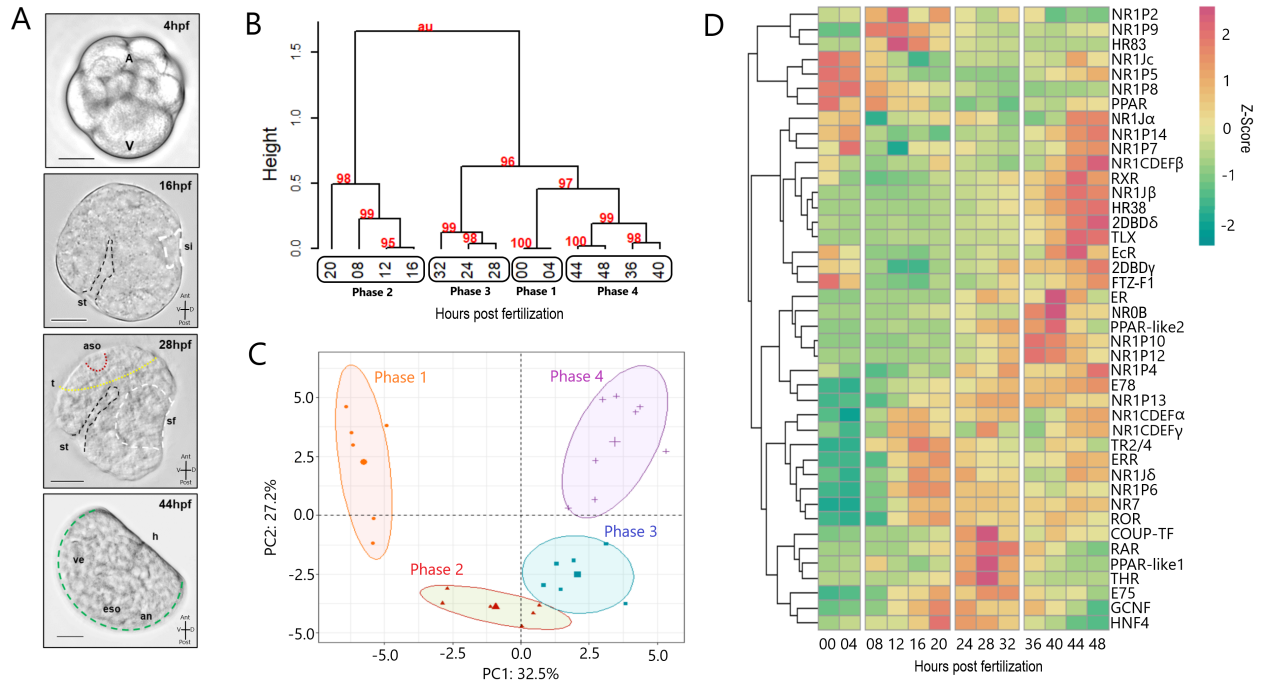 A
4hpf
A
V
16hpf
si
st
Ant
V D
Post
aso
28hpf
t
st
sf
Ant
V D
Post
44hpf
h
ve
eso
an
Ant
V D
Post
B
Height
0.0 0.5 1.0 1.5
au
98
99
95
96
99
98
97
100
99
100
98
20 08 12 16 32 24 28 00 04 44 48 36 40
Phase 2 Phase 3 Phase 1 Phase 4
Hours post fertilization
C
Phase 1
Phase 4
Phase 3
Phase 2
5.0
2.5
0.0
-2.5
-5.0
PC2: 27.2%
-5.0 -2.5 0.0 2.5 5.0
PC1: 32.5%
D
NR1P2
NR1P9
HR83
NR1Jc
NR1P5
NR1P8
PPAR
NR1Jα
NR1P14
NR1P7
NR1CDEFβ
RXR
NR1Jβ
HR38
2DBDδ
TLX
EcR
2DBDγ
FTZ-F1
ER
NR0B
PPAR-like2
NR1P10
NR1P12
NR1P4
E78
NR1P13
NR1CDEFα
NR1CDEFγ
TR2/4
ERR
NR1Jδ
NR1P6
NR7
ROR
COUP-TF
RAR
PPAR-like1
THR
E75
GCNF
HNF4
00 04 08 12 16 20 24 28 32 36 40 44 48
Hours post fertilization
2
1
0
-1
-2
Z-Score